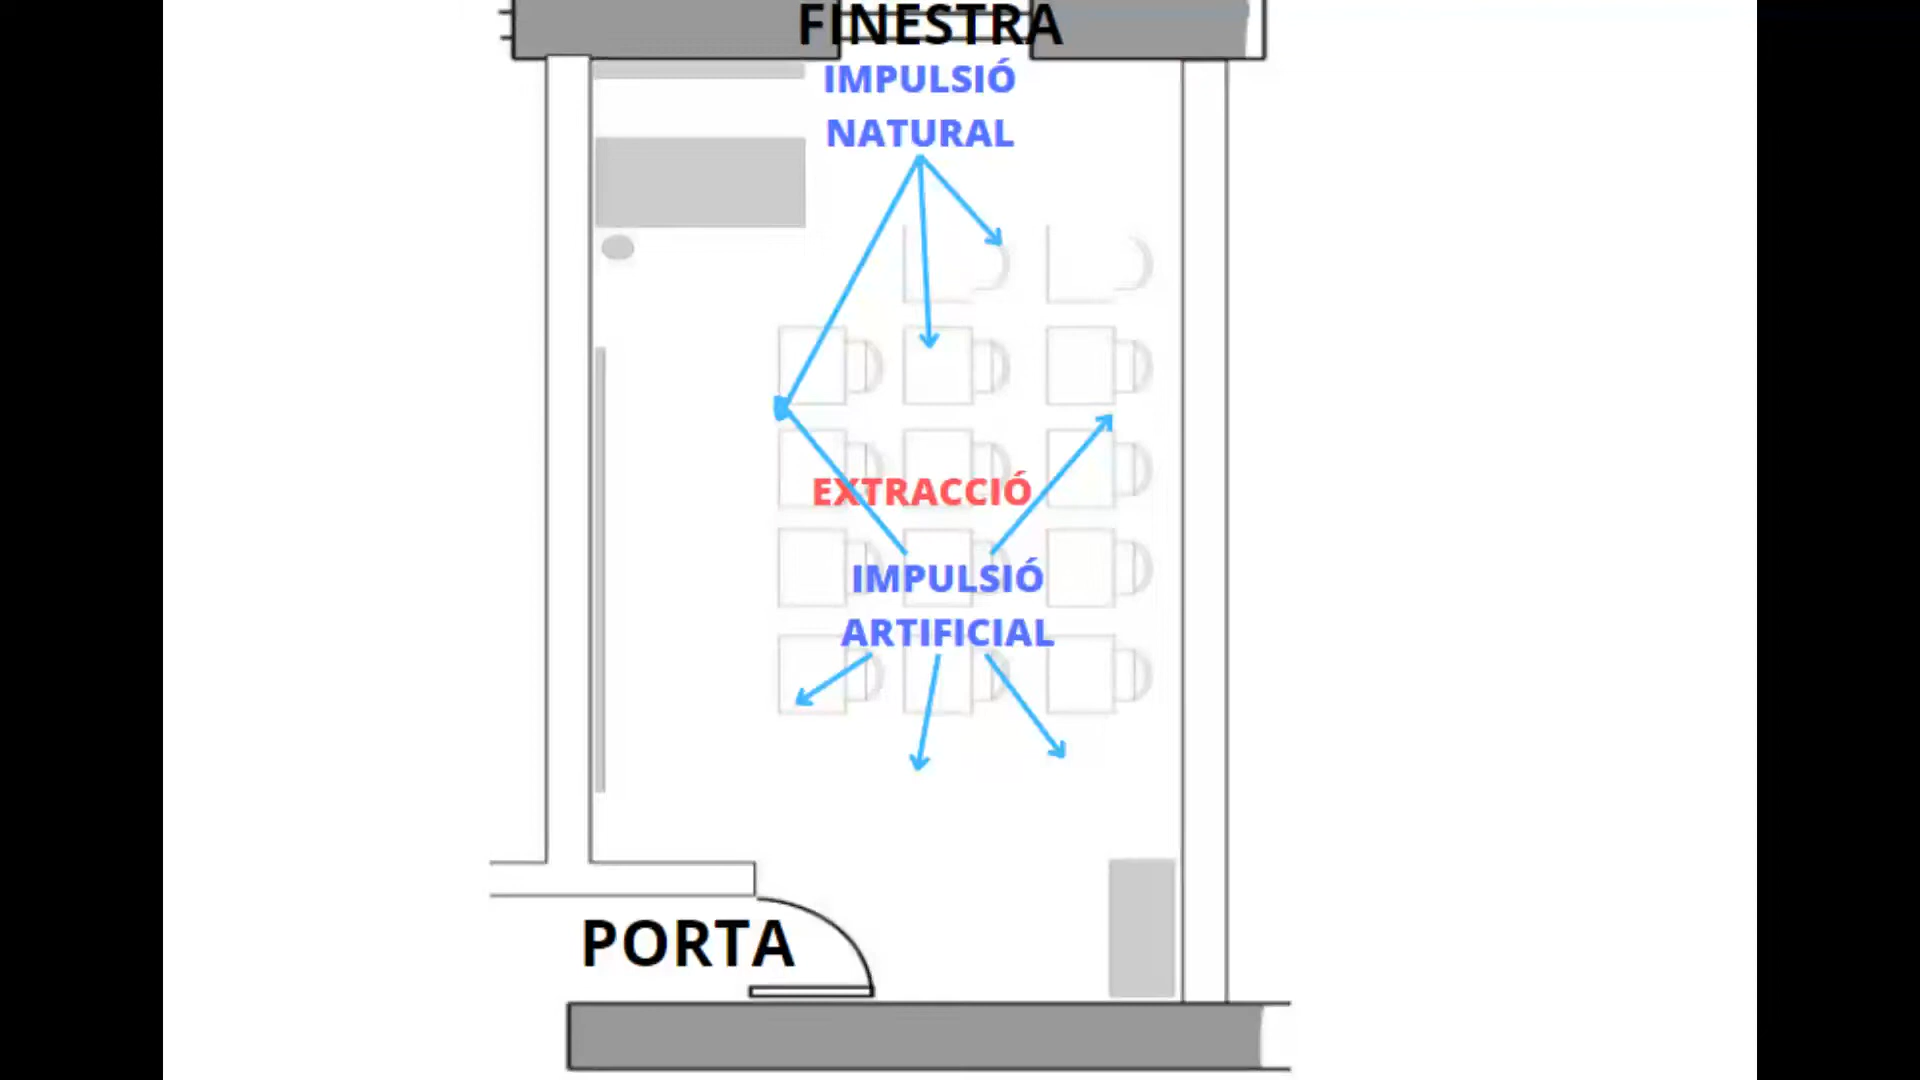 FINESTRA
IMPULSIÓ
NATURAL
EXTRACCIÓ
IMPULSIÓ
ARTIFICIAL
PORTA